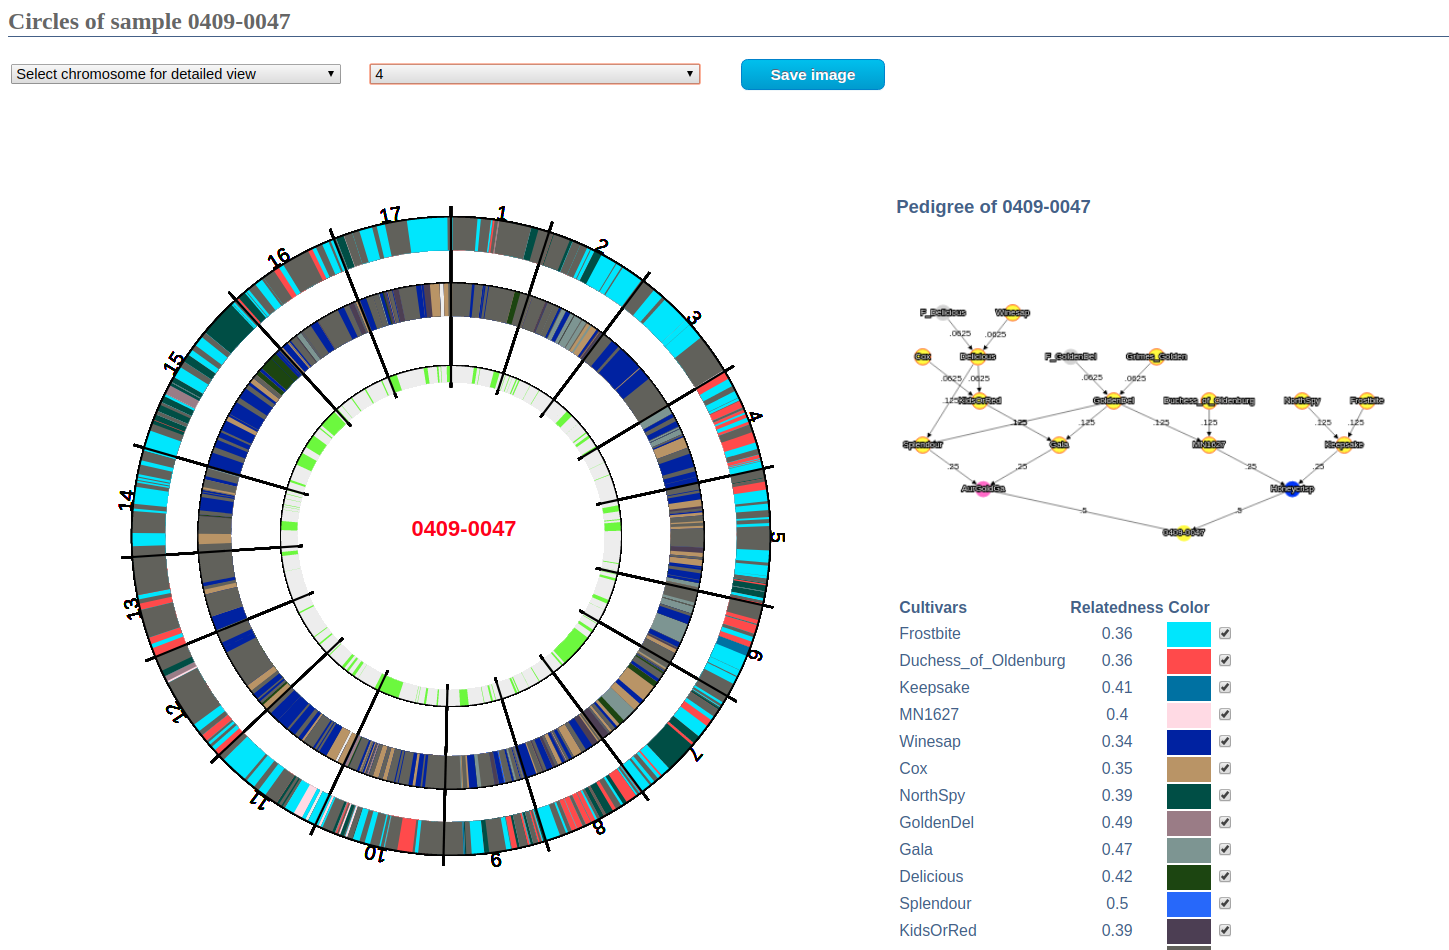 Circles of sample 0409-0047
Select chromosome for detailed view
4
Save image
Pedigree of 0409-0047
1
2
3
4
5
6
7
8
9
10
11
12
13
14
15
16
17
0409-0047
F_Delicious
Winesap
.0625
.0625
Cox
Delicious
F_GoldenDel
Grimes_Golden
.0625
.0625
.0625
.0625
.125
KidsOrRed
GoldenDel
Duchess_of_Oldenburg
NorthSpy
Frostbite
.125
.125
.125
.125
.125
.125
Splendour
Gala
MN1627
Keepsake
.25
.25
.25
.25
AurGoldGa
Honeycrisp
.5
.5
0409-0047
Cultivars Relatedness Color
Frostbite 0.36
Duchess_of_Oldenburg 0.36
Keepsake 0.41
MN1627 0.4
Winesap 0.34
Cox 0.35
NorthSpy 0.39
GoldenDel 0.49
Gala 0.47
Delicious 0.42
Splendour 0.5
KidsOrRed 0.39